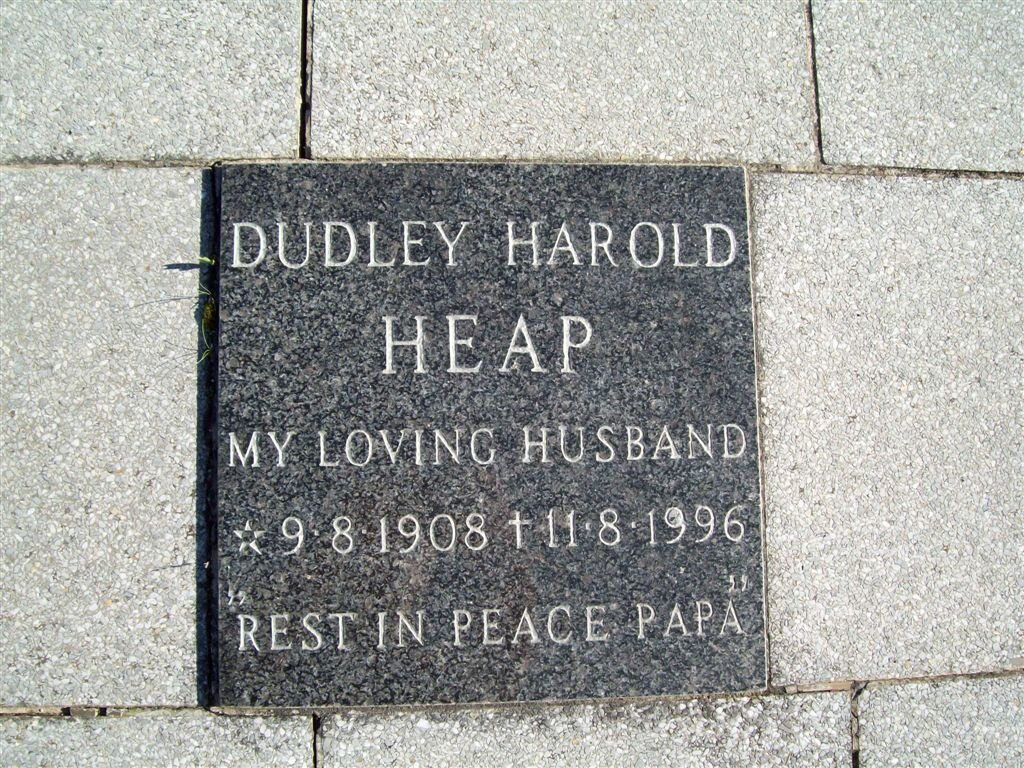 DUDLEY HAROLD
HEAP
MY LOVING HUSBAND
☆ 9·8·1908 † 11·8·1996
"REST IN PEACE PAPA"